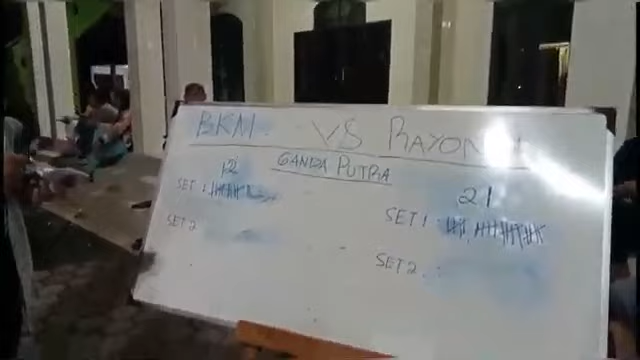 BKM VS RAYON
GANDA PUTRA
12 21
SET 1 SET 1
SET 2 SET 2